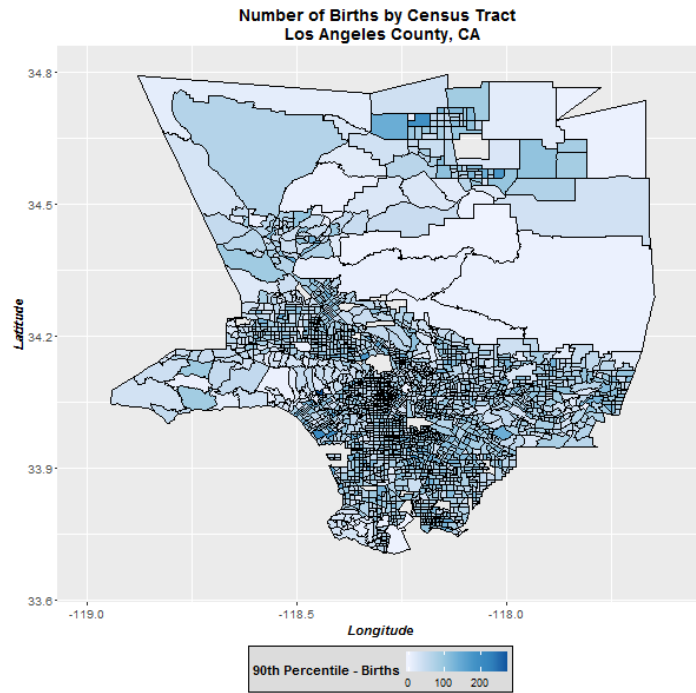 Number of Births by Census Tract
Los Angeles County, CA
34.8
34.5
34.2
33.9
33.6
Latitude
-119.0
-118.5
-118.0
Longitude
90th Percentile - Births
0
100
200